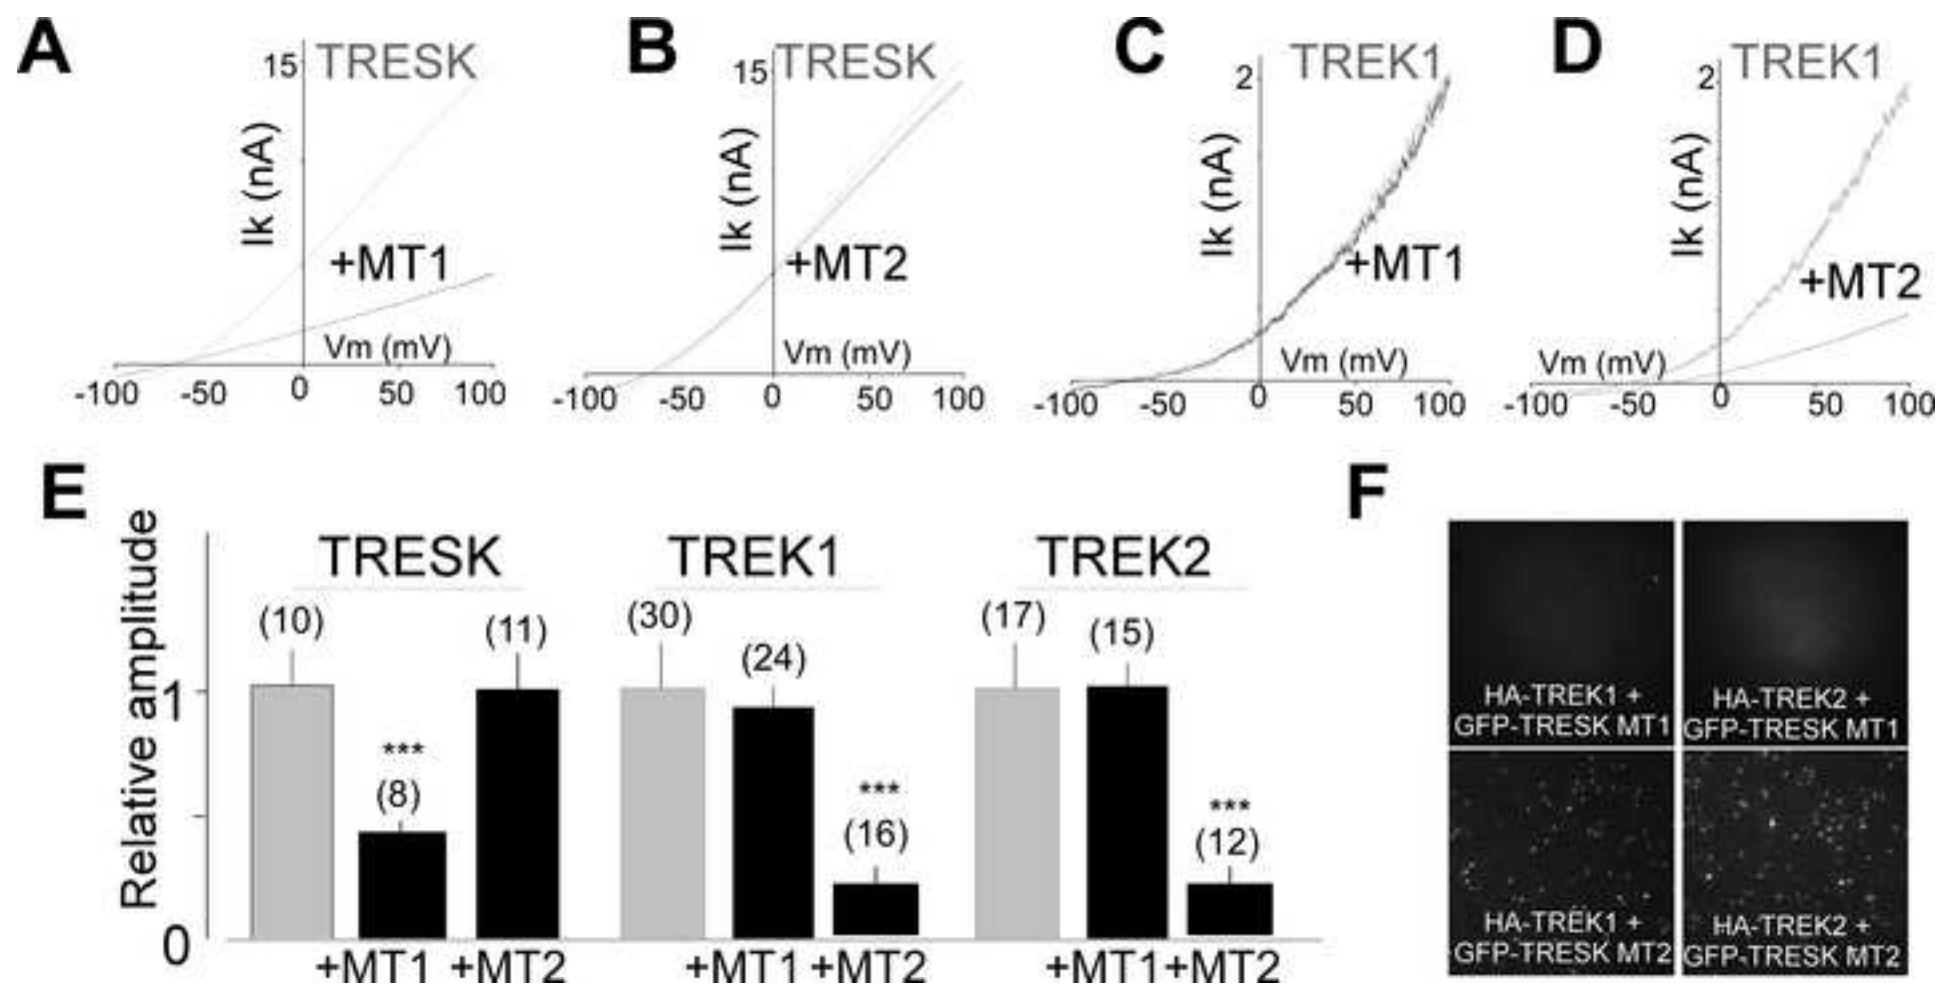 A
15
TRESK
Ik (nA)
+MT1
Vm (mV)
-100 -50 0 50 100
B
15
TRESK
Ik (nA)
+MT2
Vm (mV)
-100 -50 0 50 100
C
2
TREK1
Ik (nA)
+MT1
Vm (mV)
-100 -50 0 50 100
D
2
TREK1
Ik (nA)
+MT2
Vm (mV)
-100 -50 0 50 100
E
Relative amplitude
1
0
TRESK
(10)
***
(8)
(11)
+MT1 +MT2
TREK1
(30)
(24)
***
(16)
+MT1 +MT2
TREK2
(17)
(15)
***
(12)
+MT1 +MT2
F
HA-TREK1 +
GFP-TRESK MT1
HA-TREK2 +
GFP-TRESK MT1
HA-TREK1 +
GFP-TRESK MT2
HA-TREK2 +
GFP-TRESK MT2